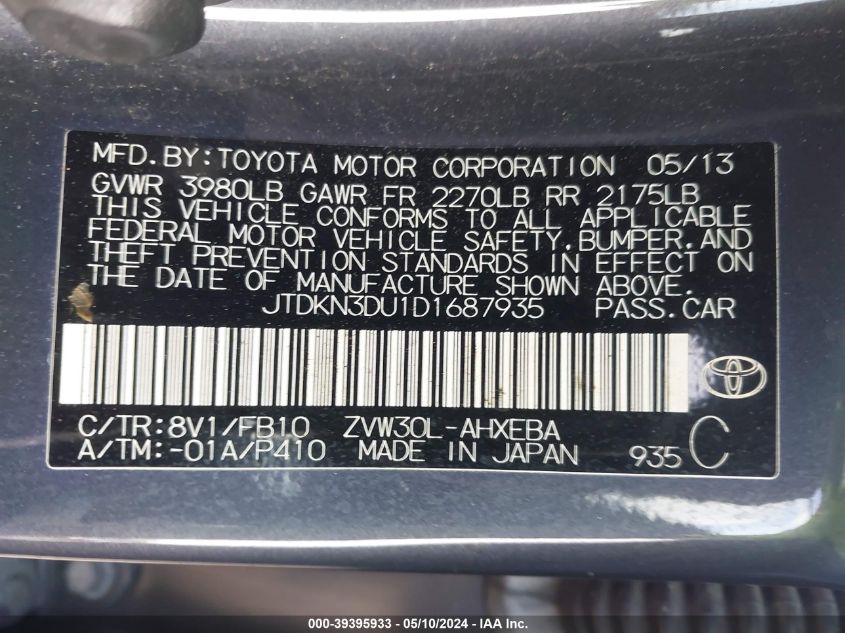 MFD.BY:TOYOTA MOTOR CORPORATION 05/13
GVWR 3980LB GAWR FR 2270LB RR 2175LB
THIS VEHICLE CONFORMS TO ALL APPLICABLE
FEDERAL MOTOR VEHICLE SAFETY,BUMPER,AND
THEFT PREVENTION STANDARDS IN EFFECT ON
THE DATE OF MANUFACTURE SHOWN ABOVE.
JTDKN3DU1D1687935 PASS.CAR
C/TR:8V1/FB10 ZVW30L-AHXEBA
A/TM:-01A/P410 MADE IN JAPAN 935 C
000-39395933 - 05/10/2024 - IAA Inc.